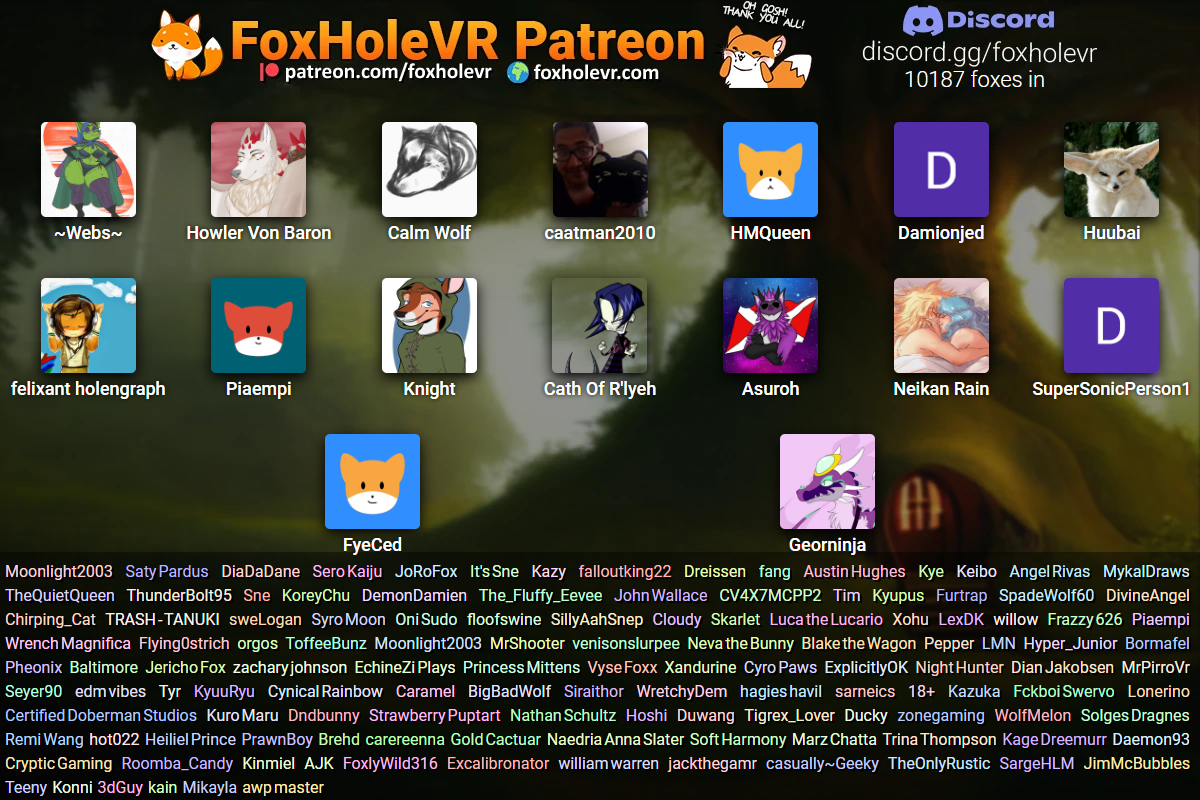 FoxHoleVR Patreon
patreon.com/foxholevr foxholevr.com
OH GOSH!
THANK YOU ALL!
Discord
discord.gg/foxholevr
10187 foxes in
D
~Webs~ Howler Von Baron Calm Wolf caatman2010 HMQueen Damionjed Huubai
D
felixant holengraph Piaempi Knight Cath Of R'lyeh Asuroh Neikan Rain SuperSonicPerson1
FyeCed Georninja
Moonlight2003 Saty Pardus DiaDaDane Sero Kaiju JoRoFox It's Sne Kazy falloutking22 Dreissen fang Austin Hughes Kye Keibo Angel Rivas MykalDraws
TheQuietQueen ThunderBolt95 Sne KoreyChu DemonDamien The_Fluffy_Eevee John Wallace CV4X7MCPP2 Tim Kyupus Furtrap SpadeWolf60 DivineAngel
Chirping_Cat TRASH-TANUKI sweLogan Syro Moon Oni Sudo floofswine SillyAahSnep Cloudy Skarlet Luca the Lucario Xohu LexDK willow Frazzy 626 Piaempi
Wrench Magnifica Flying0strich orgos ToffeeBunz Moonlight2003 MrShooter venisonslurpee Neva the Bunny Blake the Wagon Pepper LMN Hyper_Junior Bormafel
Pheonix Baltimore Jericho Fox zachary johnson EchineZi Plays Princess Mittens Vyse Foxx Xandurine Cyro Paws ExplicitlyOK Night Hunter Dian Jakobsen MrPirroVr
Seyer90 edm vibes Tyr KyuuRyu Cynical Rainbow Caramel BigBadWolf Siraithor WretchyDem hagies havil sarneics 18+ Kazuka Fckboi Swervo Lonerino
Certified Doberman Studios Kuro Maru Dndbunny Strawberry Puptart Nathan Schultz Hoshi Duwang Tigrex_Lover Ducky zonegaming WolfMelon Solges Dragnes
Remi Wang hot022 Heiliel Prince PrawnBoy Brehd carereenna Gold Cactuar Naedria Anna Slater Soft Harmony Marz Chatta Trina Thompson Kage Dreemurr Daemon93
Cryptic Gaming Roomba_Candy Kinmiel AJK FoxlyWild316 Excalibronator william warren jackthegamr casually~Geeky TheOnlyRustic SargeHLM JimMcBubbles
Teeny Konni 3dGuy kain Mikayla awp master